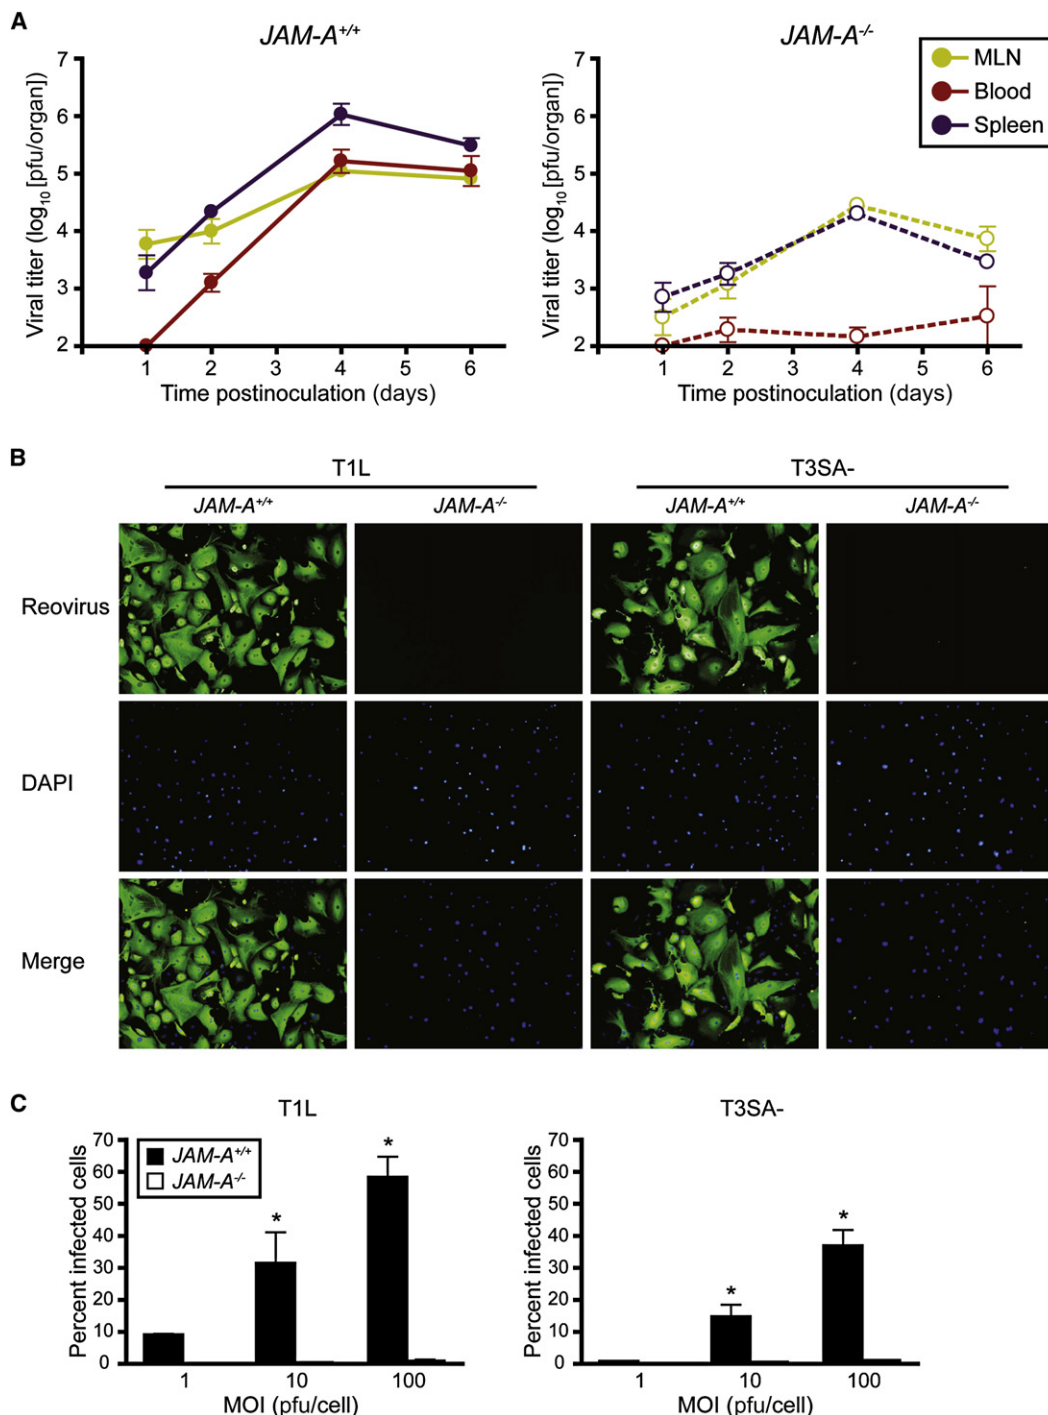 A
JAM-A+/+
JAM-A-/-
MLN
Blood
Spleen
Viral titer (log10[pfu/organ])
7
6
5
4
3
2
1 2 3 4 5 6
Time postinoculation (days)
Viral titer (log10[pfu/organ])
7
6
5
4
3
2
1 2 3 4 5 6
Time postinoculation (days)
B
T1L
T3SA-
JAM-A+/+
JAM-A-/-
JAM-A+/+
JAM-A-/-
Reovirus
DAPI
Merge
C
T1L
JAM-A+/+
JAM-A-/-
Percent infected cells
70
60
50
40
30
20
10
0
*
*
1 10 100
MOI (pfu/cell)
T3SA-
Percent infected cells
70
60
50
40
30
20
10
0
*
*
1 10 100
MOI (pfu/cell)